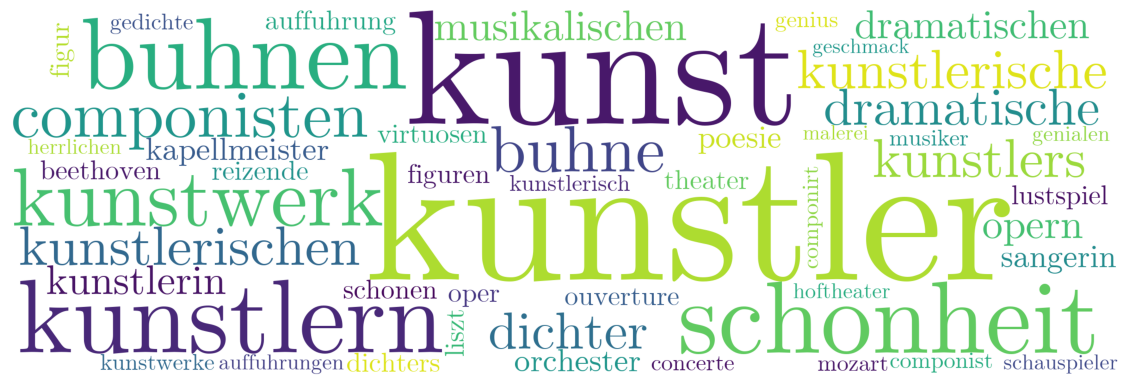 gedichte auffuhrung musikalischen genius dramatischen
figur buhnen kunst geschmack kunstlerische
componisten virtuosen buhne poesie malerei dramatische musiker genialen
herrlichen kapellmeister kunstlers
beethoven reizende figuren kunstlerisch theater componirt lustspiel
kunstwerk kunstler opern
kunstlerischen sangerin
kunstlerin schonen oper ouverture hoftheater
kunstlern liszt dichter schonheit
orchester
kunstwerke auffuhrungen dichters concerte mozart componist schauspieler